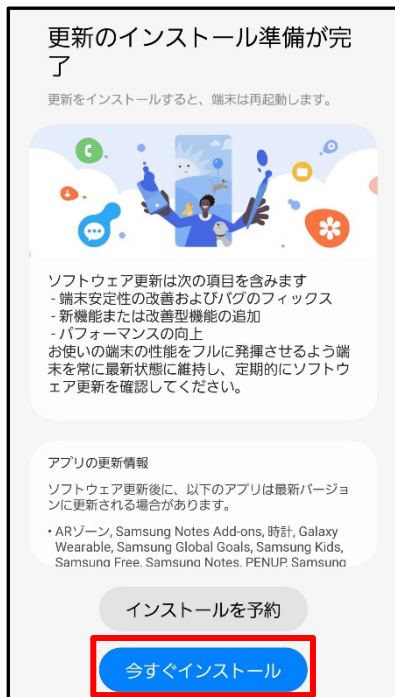 更新のインストール準備が完
了
更新をインストールすると、端末は再起動します。
ソフトウェア更新は次の項目を含みます
- 端末安定性の改善およびバグのフィックス
- 新機能または改善型機能の追加
- パフォーマンスの向上
お使いの端末の性能をフルに発揮させるよう端
末を常に最新状態に維持し、定期的にソフトウ
ェア更新を確認してください。
アプリの更新情報
ソフトウェア更新後に、以下のアプリは最新バージョ
ンに更新される場合があります。
• ARゾーン, Samsung Notes Add-ons, 時計, Galaxy
Wearable, Samsung Global Goals, Samsung Kids,
Samsung Free, Samsung Notes, PENUP, Samsung
インストールを予約
今すぐインストール